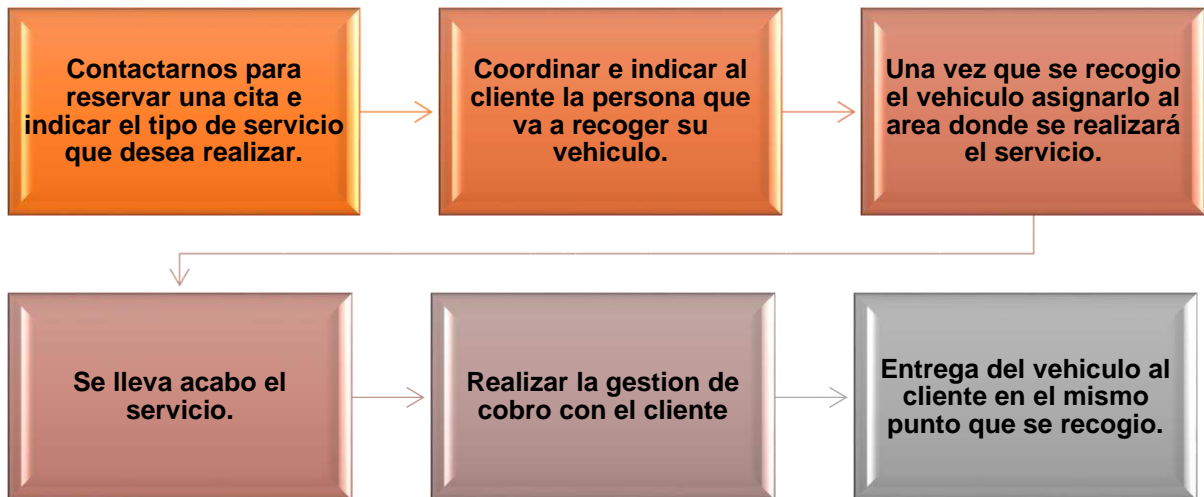 Contactarnos para
reservar una cita e
indicar el tipo de servicio
que desea realizar.
Coordinar e indicar al
cliente la persona que
va a recoger su
vehiculo.
Una vez que se recogio
el vehiculo asignarlo al
area donde se realizará
el servicio.
Se lleva acabo el
servicio.
Realizar la gestion de
cobro con el cliente
Entrega del vehiculo al
cliente en el mismo
punto que se recogio.